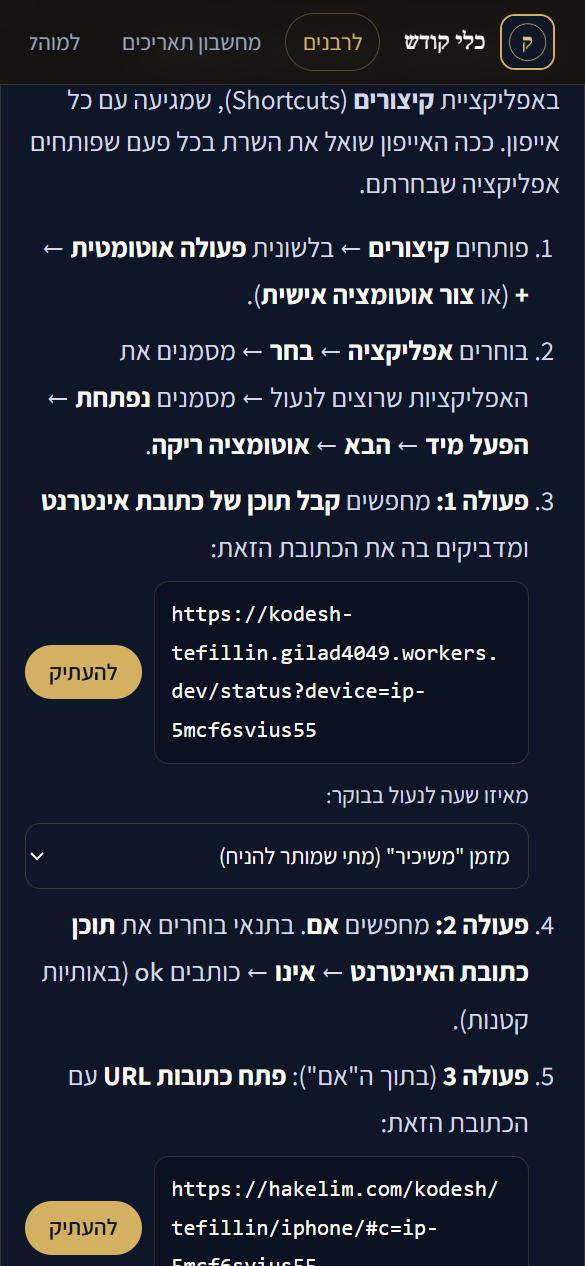 ק כלי קודש לרבנים מחשבון תאריכים למוהל
באפליקציית קיצורים (Shortcuts), שמגיעה עם כל
אייפון. ככה האייפון שואל את השרת בכל פעם שפותחים
אפליקציה שבחרתם.
1. פותחים קיצורים ← בלשונית פעולה אוטומטית ←
+ (או צור אוטומציה אישית).
2. בוחרים אפליקציה ← בחר ← מסמנים את
האפליקציות שרוצים לנעול ← מסמנים נפתחת ←
הפעל מיד ← הבא ← אוטומציה ריקה.
3. פעולה 1: מחפשים קבל תוכן של כתובת אינטרנט
ומדביקים בה את הכתובת הזאת:
https://kodesh-
tefillin.gilad4049.workers.
dev/status?device=ip-
5mcf6svius55
להעתיק
מאיזו שעה לנעול בבוקר:
מזמן "משיכיר" (מתי שמותר להניח)
4. פעולה 2: מחפשים אם. בתנאי בוחרים את תוכן
כתובת האינטרנט ← אינו ← כותבים ok (באותיות
קטנות).
5. פעולה 3 (בתוך ה"אם"): פתח כתובות URL עם
הכתובת הזאת:
https://hakelim.com/kodesh/
tefillin/iphone/#c=ip-
5mcf6svius55
להעתיק